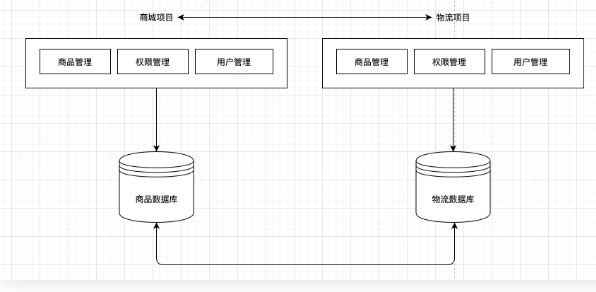 商城项目 物流项目
商品管理 权限管理 用户管理 商品管理 权限管理 用户管理
商品数据库 物流数据库